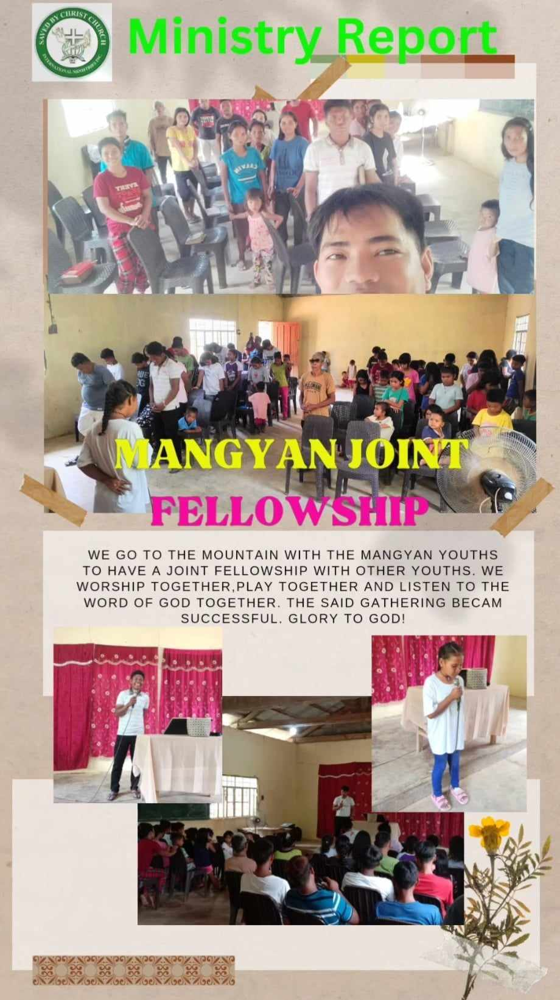 SAVED BY CHRIST CHURCH
INTERNATIONAL MINISTRIES INC.
Ministry Report
MANGYAN JOINT
FELLOWSHIP
WE GO TO THE MOUNTAIN WITH THE MANGYAN YOUTHS
TO HAVE A JOINT FELLOWSHIP WITH OTHER YOUTHS. WE
WORSHIP TOGETHER,PLAY TOGETHER AND LISTEN TO THE
WORD OF GOD TOGETHER. THE SAID GATHERING BECAM
SUCCESSFUL. GLORY TO GOD!